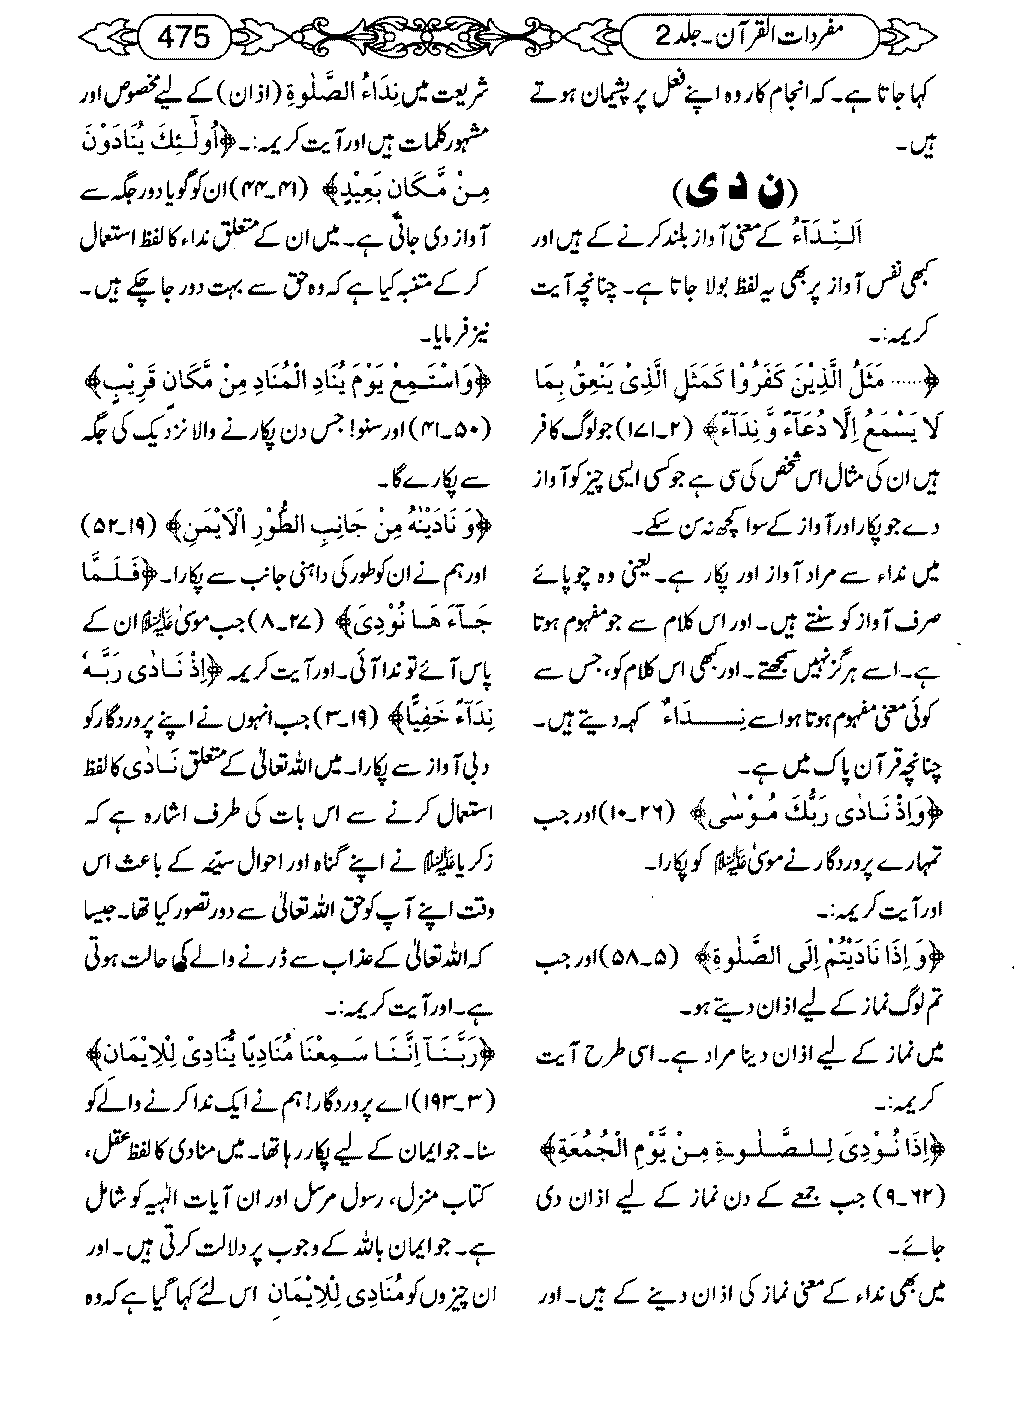 مفردات القرآن ۔ جلد 2
475
کہا جاتا ہے۔ کہ انجام کار وہ اپنے فعل پر پشیمان ہوتے
ہیں۔
(ن د ی)
اَلنِّدَآءُ کے معنی آواز بلند کرنے کے ہیں اور
کبھی نفس آواز پر بھی یہ لفظ بولا جاتا ہے۔ چنانچہ آیت
کریمہ:۔
﴿..... مَثَلُ الَّذِیْنَ كَفَرُوْا كَمَثَلِ الَّذِیْ یَنْعِقُ بِمَا
لَا یَسْمَعُ اِلَّا دُعَآءً وَّ نِدَآءً﴾ (۲۔۱۷۱) جو لوگ کافر
ہیں ان کی مثال اس شخص کی سی ہے جو کسی ایسی چیز کو آواز
دے جو پکار اور آواز کے سوا کچھ نہ سن سکے۔
میں نداء سے مراد آواز اور پکار ہے۔ یعنی وہ چوپائے
صرف آواز کو سنتے ہیں۔ اور اس کلام سے جو مفہوم ہوتا
ہے۔ اسے ہرگز نہیں سمجھتے۔ اور کبھی اس کلام کو، جس سے
کوئی معنی مفہوم ہوتا ہو اسے نِدَاءٌ کہہ دیتے ہیں۔
چنانچہ قرآن پاک میں ہے۔
﴿وَاِذْ نَادٰی رَبُّكَ مُوْسٰی﴾ (۲۶۔۱۰) اور جب
تمہارے پروردگار نے موسیٰ علیہ السلام کو پکارا۔
اور آیت کریمہ:۔
﴿وَ اِذَا نَادَیْتُمْ اِلَی الصَّلٰوةِ﴾ (۵۔۵۸) اور جب
تم لوگ نماز کے لیے اذان دیتے ہو۔
میں نماز کے لیے اذان دینا مراد ہے۔ اسی طرح آیت
کریمہ:۔
﴿اِذَا نُوْدِیَ لِلصَّلٰوةِ مِنْ یَّوْمِ الْجُمُعَةِ﴾
(۶۲۔۹) جب جمعے کے دن نماز کے لیے اذان دی
جائے۔
میں بھی نداء کے معنی نماز کی اذان دینے کے ہیں۔ اور
شریعت میں نِدَاءُ الصَّلٰوةِ (اذان) کے لیے مخصوص اور
مشہور کلمات ہیں اور آیت کریمہ:۔ ﴿اُولٰٓئِكَ یُنَادَوْنَ
مِنْ مَّكَانٍ بَعِیْدٍ﴾ (۴۱۔۴۴) ان کو گویا دور جگہ سے
آواز دی جاتی ہے۔ میں ان کے متعلق نداء کا لفظ استعمال
کر کے متنبہ کیا ہے کہ وہ حق سے بہت دور جا چکے ہیں۔
نیز فرمایا۔
﴿وَاسْتَمِعْ یَوْمَ یُنَادِ الْمُنَادِ مِنْ مَّكَانٍ قَرِیْبٍ﴾
(۵۰۔۴۱) اور سنو! جس دن پکارنے والا نزدیک کی جگہ
سے پکارے گا۔
﴿وَ نَادَیْنٰهُ مِنْ جَانِبِ الطُّوْرِ الْاَیْمَنِ﴾ (۱۹۔۵۲)
اور ہم نے ان کو طور کی داہنی جانب سے پکارا۔ ﴿فَلَمَّا
جَآءَ هَا نُوْدِیَ﴾ (۲۷۔۸) جب موسیٰ علیہ السلام ان کے
پاس آئے تو ندا آئی۔ اور آیت کریمہ ﴿اِذْ نَادٰی رَبَّهٗ
نِدَآءً خَفِیًّا﴾ (۱۹۔۳) جب انہوں نے اپنے پروردگار کو
دبی آواز سے پکارا۔ میں اللہ تعالیٰ کے متعلق نَادٰی کا لفظ
استعمال کرنے سے اس بات کی طرف اشارہ ہے کہ
زکریا علیہ السلام نے اپنے گناہ اور احوال سیئہ کے باعث اس
وقت اپنے آپ کو حق اللہ تعالیٰ سے دور تصور کیا تھا۔ جیسا
کہ اللہ تعالیٰ کے عذاب سے ڈرنے والے کی حالت ہوتی
ہے۔ اور آیت کریمہ:۔
﴿رَبَّنَآ اِنَّنَا سَمِعْنَا مُنَادِیًا یُّنَادِیْ لِلْاِیْمَانِ﴾
(۳۔۱۹۳) اے پروردگار! ہم نے ایک ندا کرنے والے کو
سنا۔ جو ایمان کے لیے پکار رہا تھا۔ میں منادی کا لفظ عقل،
کتاب منزل، رسول مرسل اور ان آیات الٰہیہ کو شامل
ہے۔ جو ایمان باللہ کے وجوب پر دلالت کرتی ہیں۔ اور
ان چیزوں کو مُنَادِی لِلْاِیْمَانِ اس لئے کہا گیا ہے کہ وہ